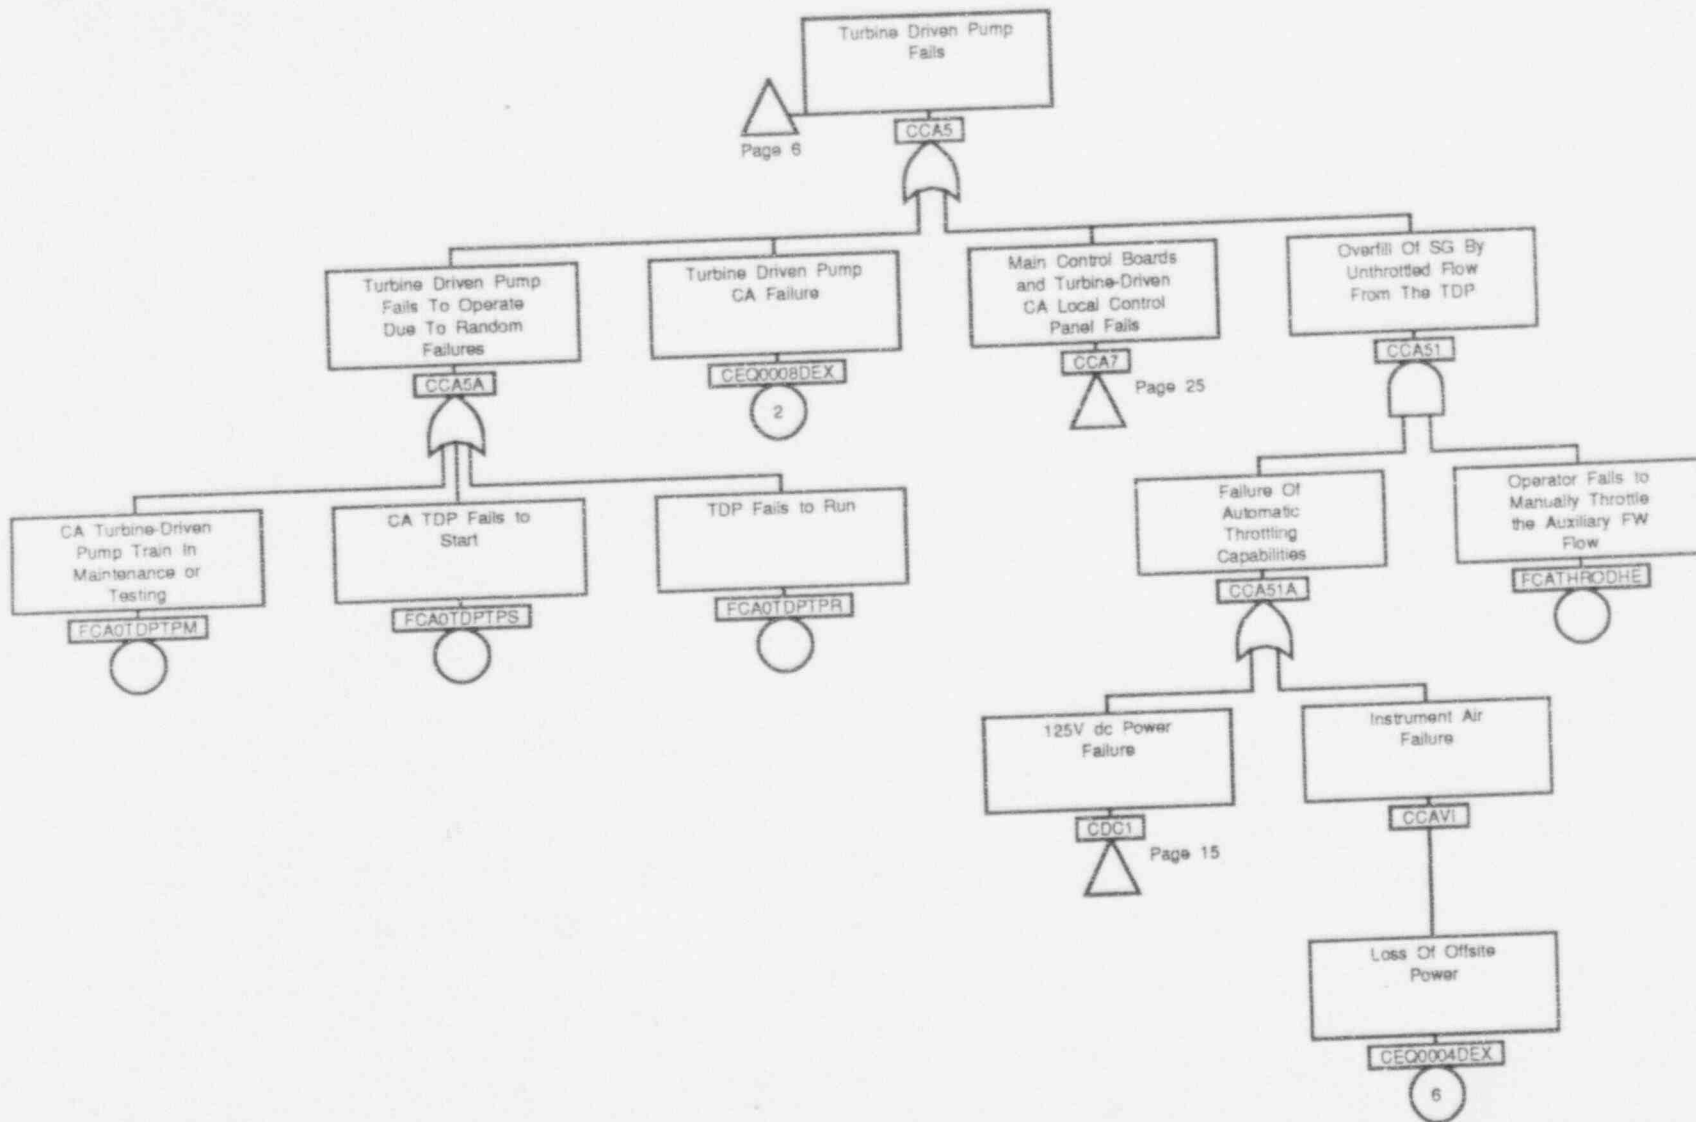 Turbine Driven Pump
Fails
Page 6
CCA5
Turbine Driven Pump
Fails To Operate
Due To Random
Failures
CCA5A
Turbine Driven Pump
CA Failure
CEQ0008DEX
2
Main Control Boards
and Turbine-Driven
CA Local Control
Panel Fails
CCA7
Page 25
Overfill Of SG By
Unthrottled Flow
From The TDP
CCA51
CA Turbine-Driven
Pump Train In
Maintenance or
Testing
FCA0TDPTPM
CA TDP Fails to
Start
FCA0TDPTPS
TDP Fails to Run
FCA0TDPTPR
Failure Of
Automatic
Throttling
Capabilities
CCA51A
Operator Fails to
Manually Throttle
the Auxiliary FW
Flow
FCATHRODHE
125V dc Power
Failure
CDC1
Page 15
Instrument Air
Failure
CCAVI
Loss Of Offsite
Power
CEQ0004DEX
6